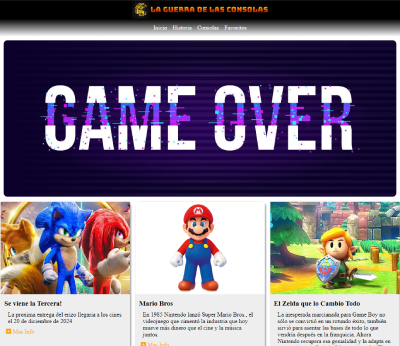 LA GUERRA DE LAS CONSOLAS
Inicio Historia Consolas Favoritos
GAME OVER
Se viene la Tercera!
La proxima entrega del erizo llegaria a los cines
el 20 de diciembre de 2024
Mas Info
Mario Bros
En 1985 Nintendo lanzó Super Mario Bros., el
videojuego que cimentó la industria que hoy
mueve más dinero que el cine y la música
juntos.
Mas Info
El Zelda que lo Cambio Todo
La inesperada marcianada para Game Boy no
sólo se convirtió en un rotundo éxito, también
sirvió para asentar las bases de todo lo que
vendría después en la franquicia. Ahora
Nintendo recupera esa genialidad y la adapta en